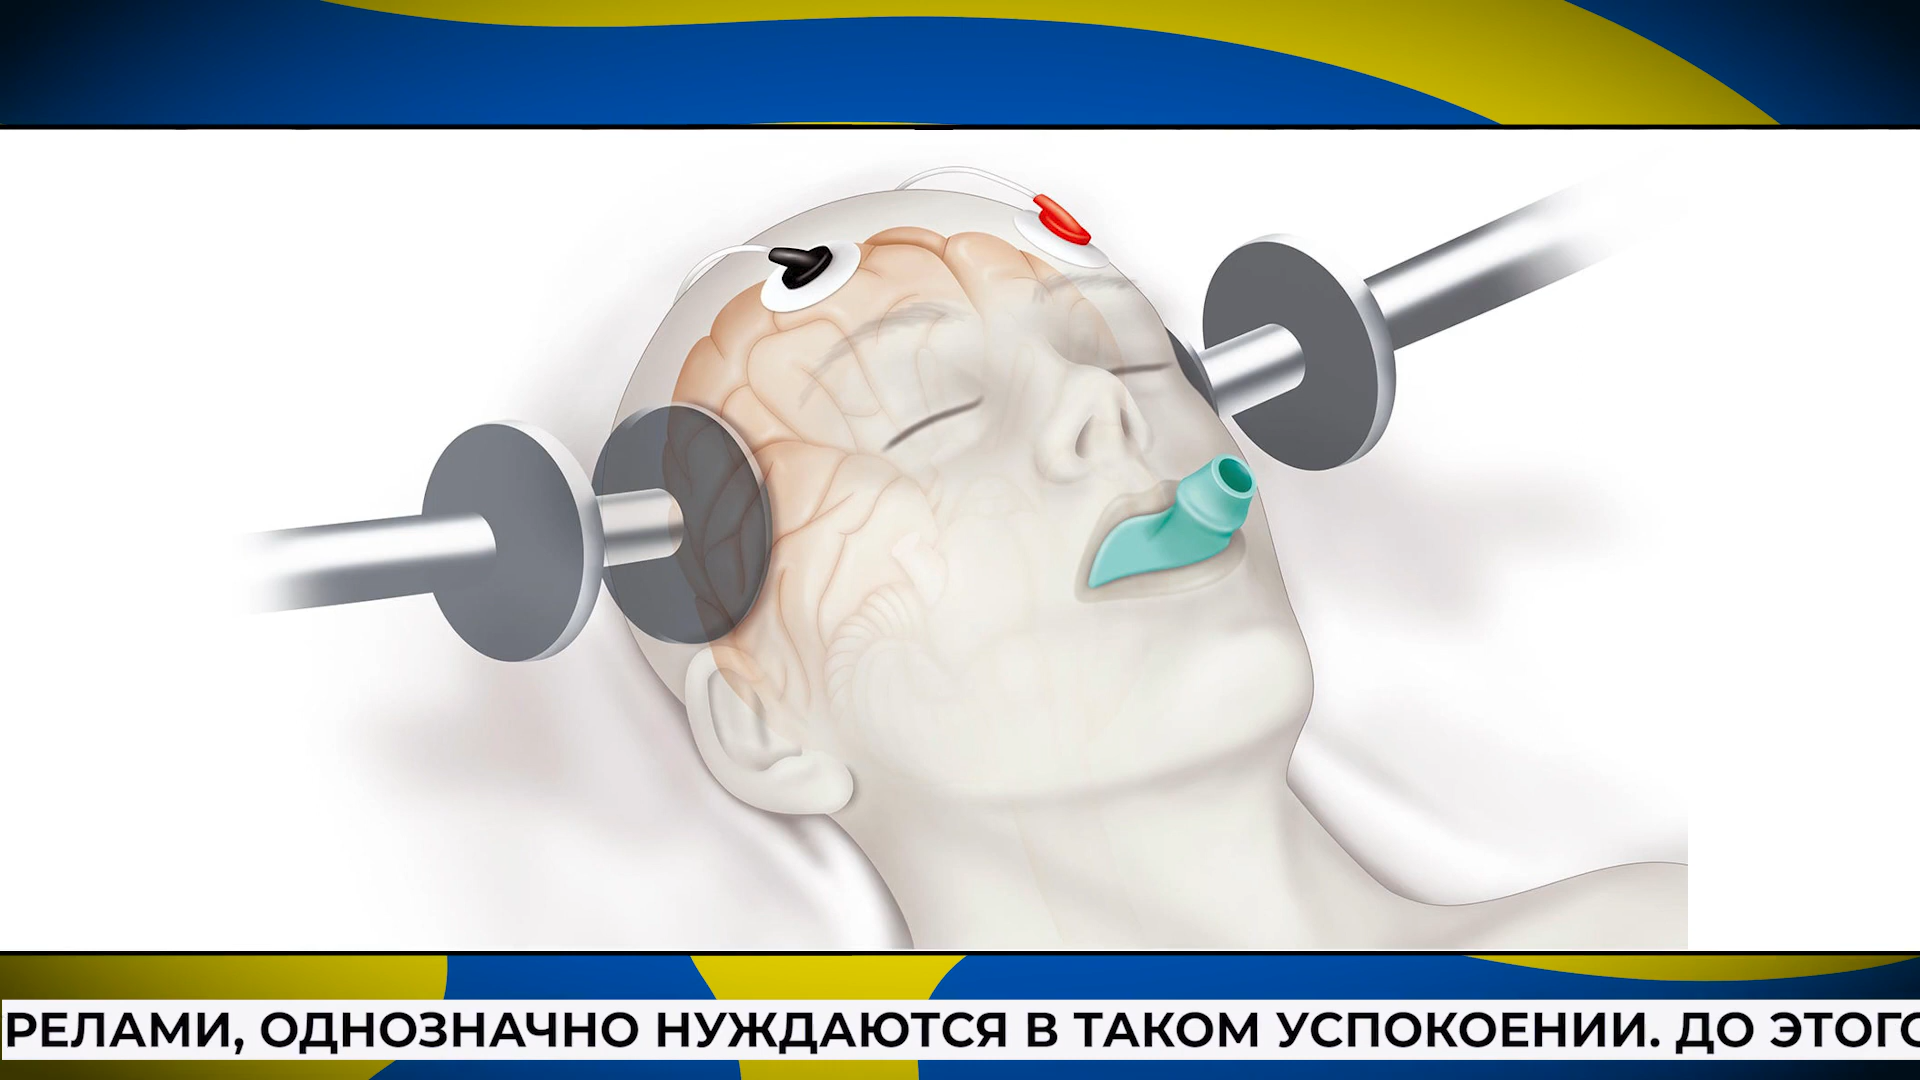 РЕЛАМИ, ОДНОЗНАЧНО НУЖДАЮТСЯ В ТАКОМ УСПОКОЕНИИ. ДО ЭТОГО